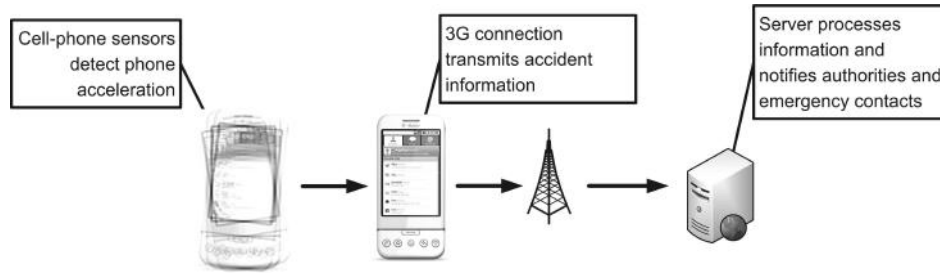 Cell-phone sensors
detect phone
acceleration
3G connection
transmits accident
information
Server processes
information and
notifies authorities and
emergency contacts